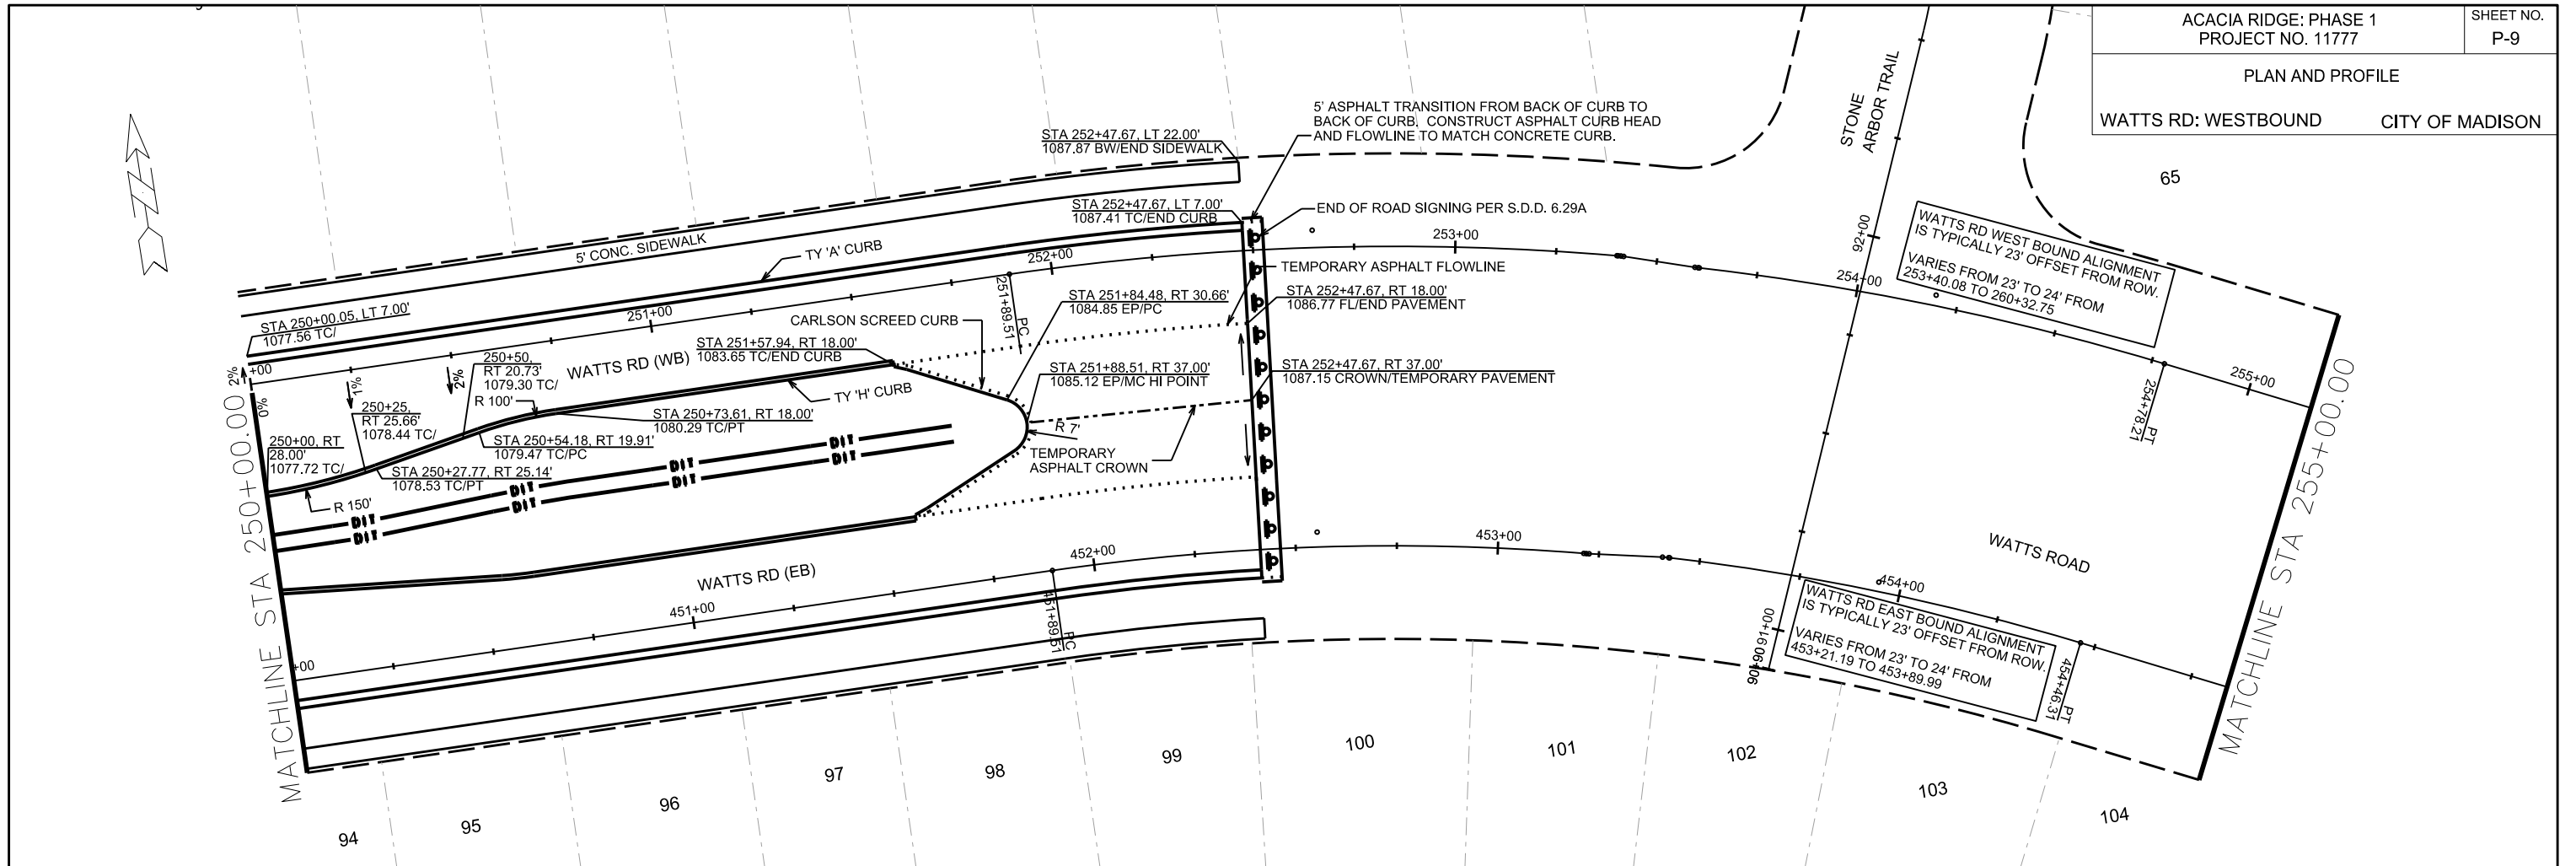 ACACIA RIDGE: PHASE 1
PROJECT NO. 11777
SHEET NO.
P-9
PLAN AND PROFILE
WATTS RD: WESTBOUND
CITY OF MADISON
5' ASPHALT TRANSITION FROM BACK OF CURB TO
BACK OF CURB. CONSTRUCT ASPHALT CURB HEAD
AND FLOWLINE TO MATCH CONCRETE CURB.
STA 252+47.67, LT 22.00'
1087.87 BW/END SIDEWALK
STA 252+47.67, LT 7.00'
1087.41 TC/END CURB
END OF ROAD SIGNING PER S.D.D. 6.29A
STONE
ARBOR TRAIL
65
92+00
WATTS RD WEST BOUND ALIGNMENT
IS TYPICALLY 23' OFFSET FROM ROW.
VARIES FROM 23' TO 24' FROM
253+40.08 TO 260+32.75
5' CONC. SIDEWALK
TY 'A' CURB
252+00
253+00
254+00
255+00
TEMPORARY ASPHALT FLOWLINE
251+89.51
PC
STA 251+84.48, RT 30.66'
1084.85 EP/PC
STA 252+47.67, RT 18.00'
1086.77 FL/END PAVEMENT
STA 250+00.05, LT 7.00'
1077.56 TC/
251+00
CARLSON SCREED CURB
STA 251+57.94, RT 18.00'
1083.65 TC/END CURB
WATTS RD (WB)
250+50,
RT 20.73'
1079.30 TC/
2%
+00
0%
1%
2%
R 100'
STA 251+88.51, RT 37.00'
1085.12 EP/MC HI POINT
STA 252+47.67, RT 37.00'
1087.15 CROWN/TEMPORARY PAVEMENT
TY 'H' CURB
250+25,
RT 25.66'
1078.44 TC/
STA 250+73.61, RT 18.00'
1080.29 TC/PT
250+00, RT
28.00'
1077.72 TC/
STA 250+54.18, RT 19.91'
1079.47 TC/PC
R 7'
TEMPORARY
ASPHALT CROWN
STA 250+27.77, RT 25.14'
1078.53 TC/PT
R 150'
DIT
DIT
DIT
DIT
DIT
DIT
DIT
DIT
254+78.21
PT
MATCHLINE STA 250+00.00
MATCHLINE STA 255+00.00
WATTS RD (EB)
+00
451+00
452+00
453+00
454+00
451+89.51
PC
WATTS ROAD
91+00
90+90
WATTS RD EAST BOUND ALIGNMENT
IS TYPICALLY 23' OFFSET FROM ROW.
VARIES FROM 23' TO 24' FROM
453+21.19 TO 453+89.99
454+46.31
PT
94
95
96
97
98
99
100
101
102
103
104